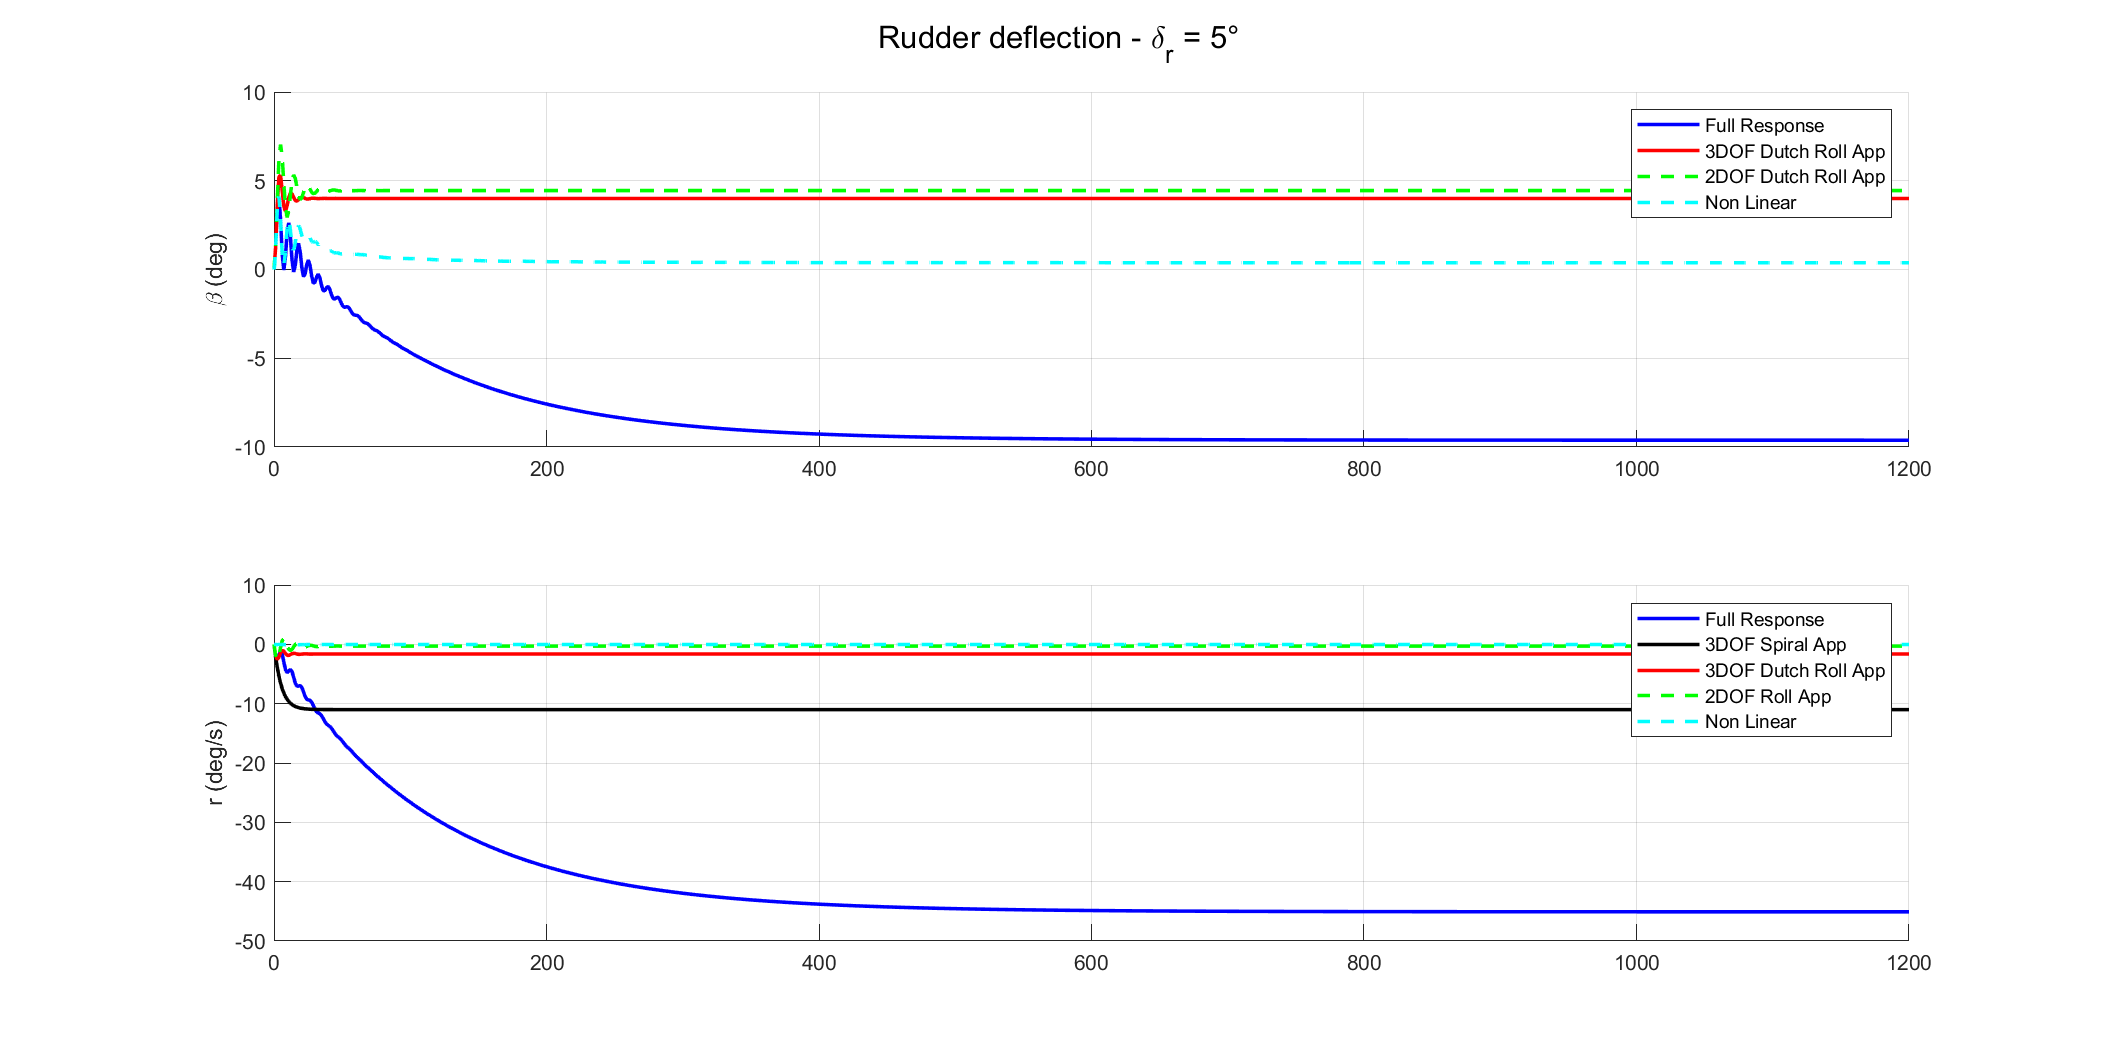 Rudder deflection - δr = 5°
10
5
0
-5
-10
β (deg)
0 200 400 600 800 1000 1200
Full Response
3DOF Dutch Roll App
2DOF Dutch Roll App
Non Linear
10
0
-10
-20
-30
-40
-50
r (deg/s)
0 200 400 600 800 1000 1200
Full Response
3DOF Spiral App
3DOF Dutch Roll App
2DOF Roll App
Non Linear